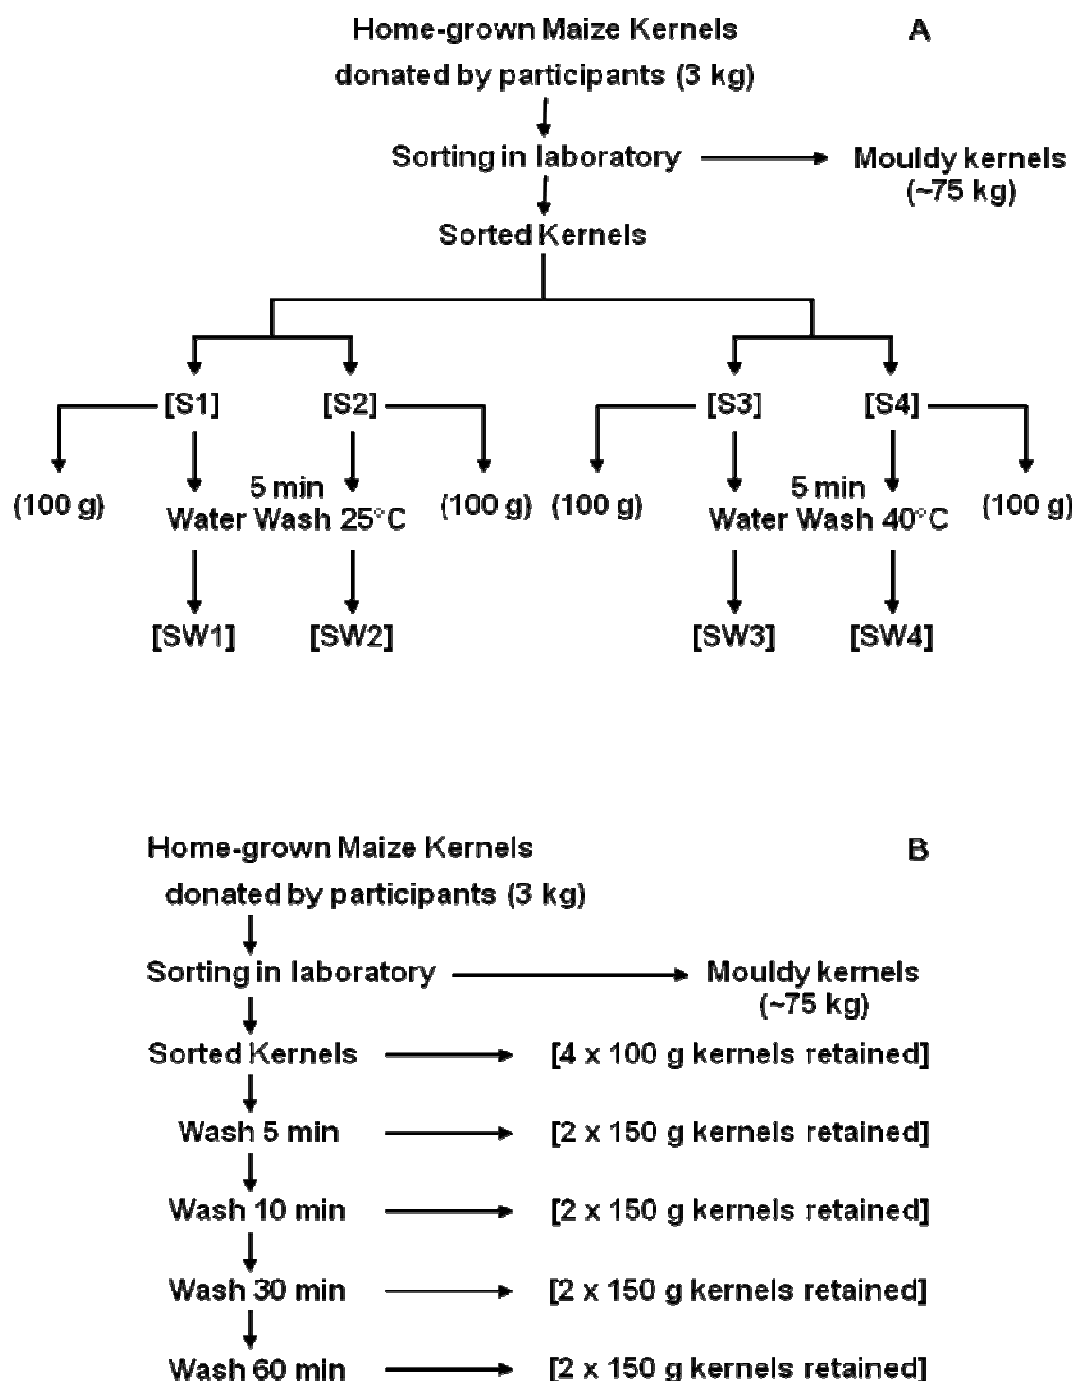 Home-grown Maize Kernels
A
donated by participants (3 kg)
Sorting in laboratory
Mouldy kernels
(~75 kg)
Sorted Kernels
[S1]
[S2]
[S3]
[S4]
(100 g)
5 min
Water Wash 25°C
(100 g)
(100 g)
5 min
Water Wash 40°C
(100 g)
[SW1]
[SW2]
[SW3]
[SW4]
Home-grown Maize Kernels
B
donated by participants (3 kg)
Sorting in laboratory
Mouldy kernels
(~75 kg)
Sorted Kernels
[4 x 100 g kernels retained]
Wash 5 min
[2 x 150 g kernels retained]
Wash 10 min
[2 x 150 g kernels retained]
Wash 30 min
[2 x 150 g kernels retained]
Wash 60 min
[2 x 150 g kernels retained]